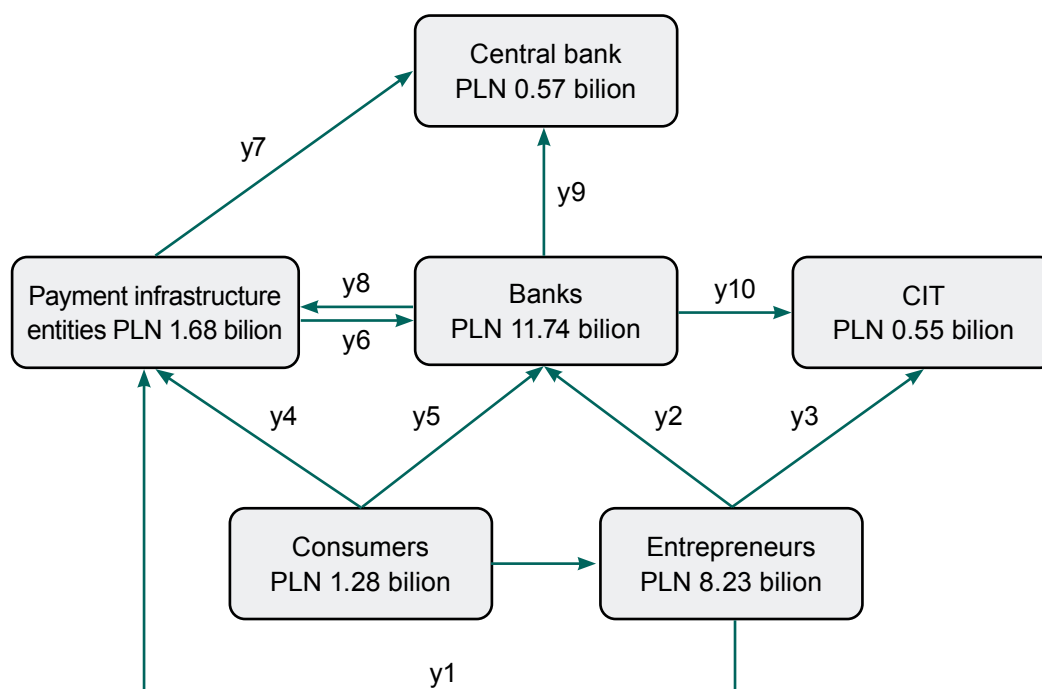 Central bank
PLN 0.57 bilion
y7
y9
Payment infrastructure
entities PLN 1.68 bilion
y8
y6
Banks
PLN 11.74 bilion
y10
CIT
PLN 0.55 bilion
y4
y5
y2
y3
Consumers
PLN 1.28 bilion
Entrepreneurs
PLN 8.23 bilion
y1